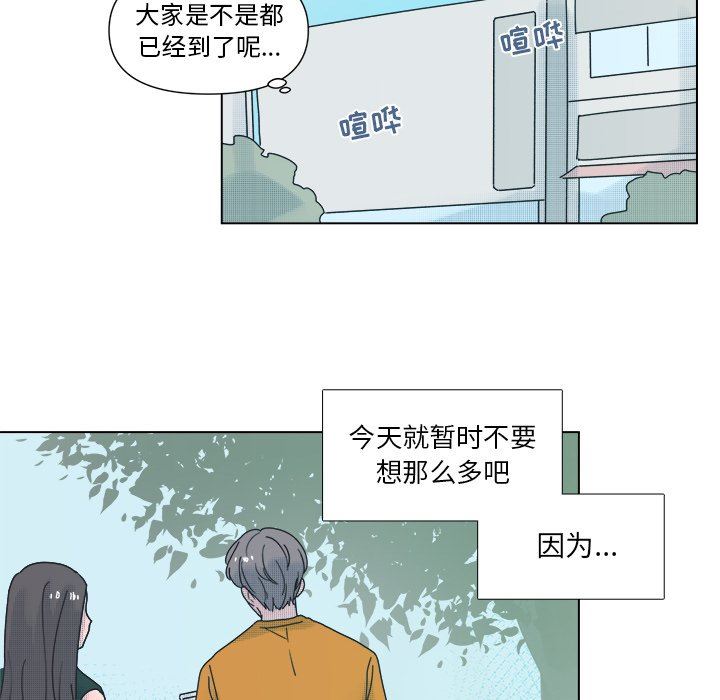 大家是不是都
已经到了呢...
喧哗
喧哗
今天就暂时不要
想那么多吧
因为...